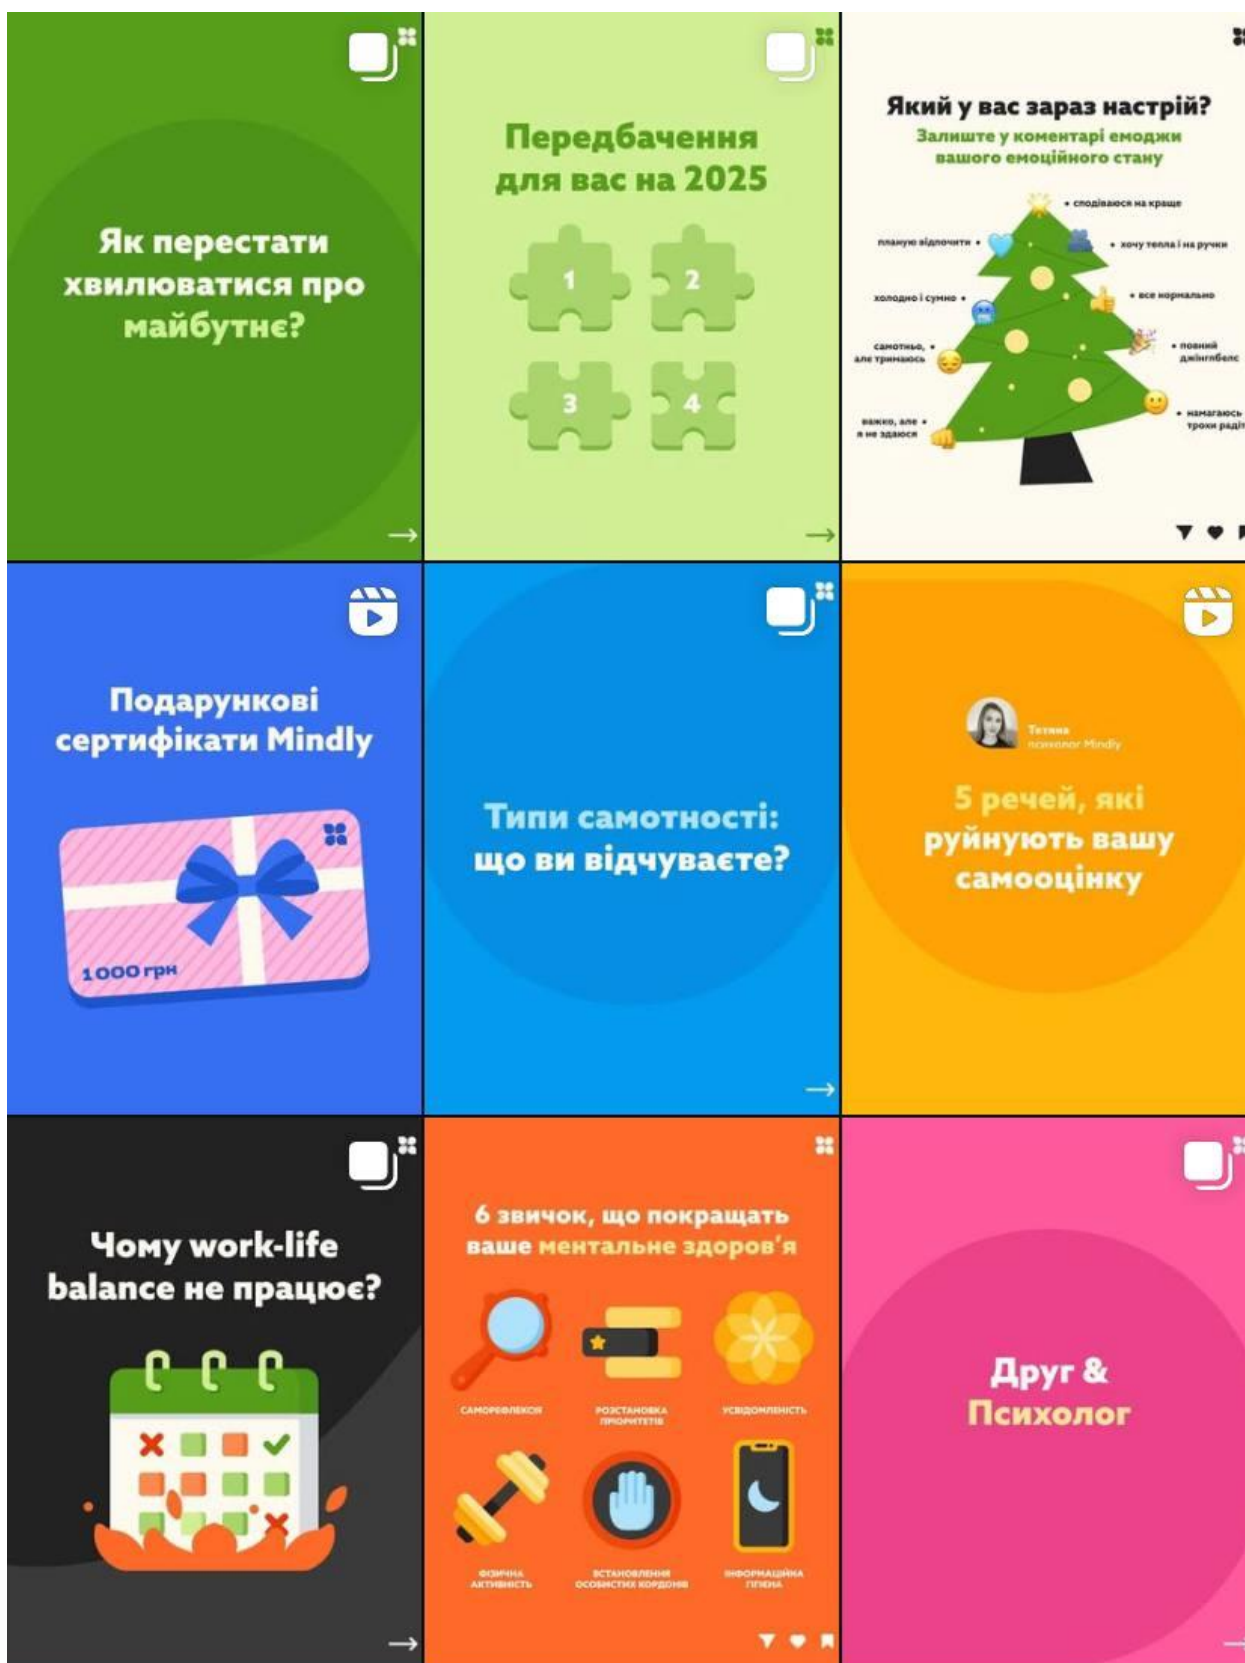 Як перестати
хвилюватися про
майбутнє?
Передбачення
для вас на 2025
1
2
3
4
Який у вас зараз настрій?
Залиште у коментарі емоджи
вашого емоційного стану
• сподіваюся на краще
планую відпочити •
• хочу тепла і на ручки
холодно і сумно •
• все нормально
самотньо, •
але тримаюсь
• повний
джінглбелс
важко, але •
я не здаюся
• намагаюсь
трохи радіт
Подарункові
сертифікати Mindly
1000 грн
Типи самотності:
що ви відчуваєте?
Тетяна
психолог Mindly
5 речей, які
руйнують вашу
самооцінку
Чому work-life
balance не працює?
6 звичок, що покращать
ваше ментальне здоров'я
САМОРЕФЛЕКСІЯ
РОЗСТАНОВКА
ПРІОРИТЕТІВ
УСВІДОМЛЕНІСТЬ
ФІЗИЧНА
АКТИВНІСТЬ
ВСТАНОВЛЕННЯ
ОСОБИСТИХ КОРДОНІВ
ІНФОРМАЦІЙНА
ГІГІЄНА
Друг &
Психолог